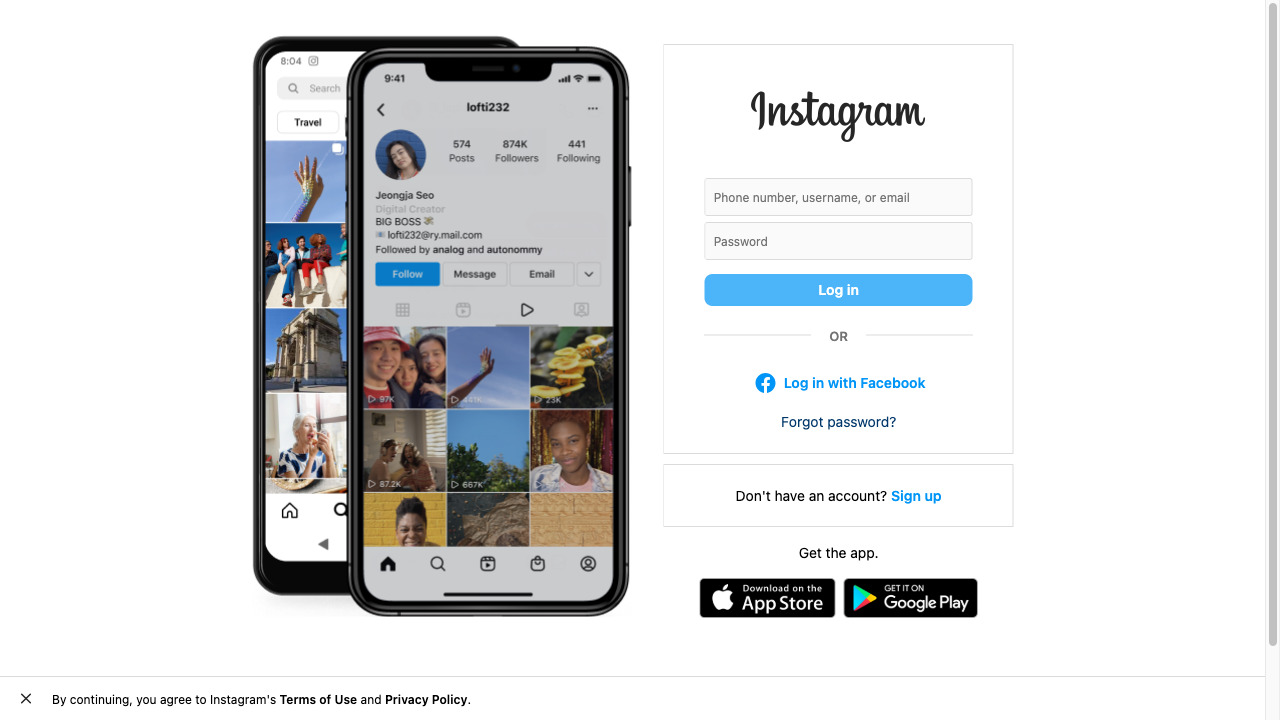 8:04
Search
Travel
9:41
lofti232
574 874K 441
Posts Followers Following
Jeongja Seo
Digital Creator
BIG BOSS 💸
📧 lofti232@ry.mail.com
Followed by analog and autonommy
Follow Message Email
97K 441K 23K
87.2K 667K
Instagram
Phone number, username, or email
Password
Log in
OR
Log in with Facebook
Forgot password?
Don't have an account? Sign up
Get the app.
Download on the
App Store
GET IT ON
Google Play
By continuing, you agree to Instagram's Terms of Use and Privacy Policy.